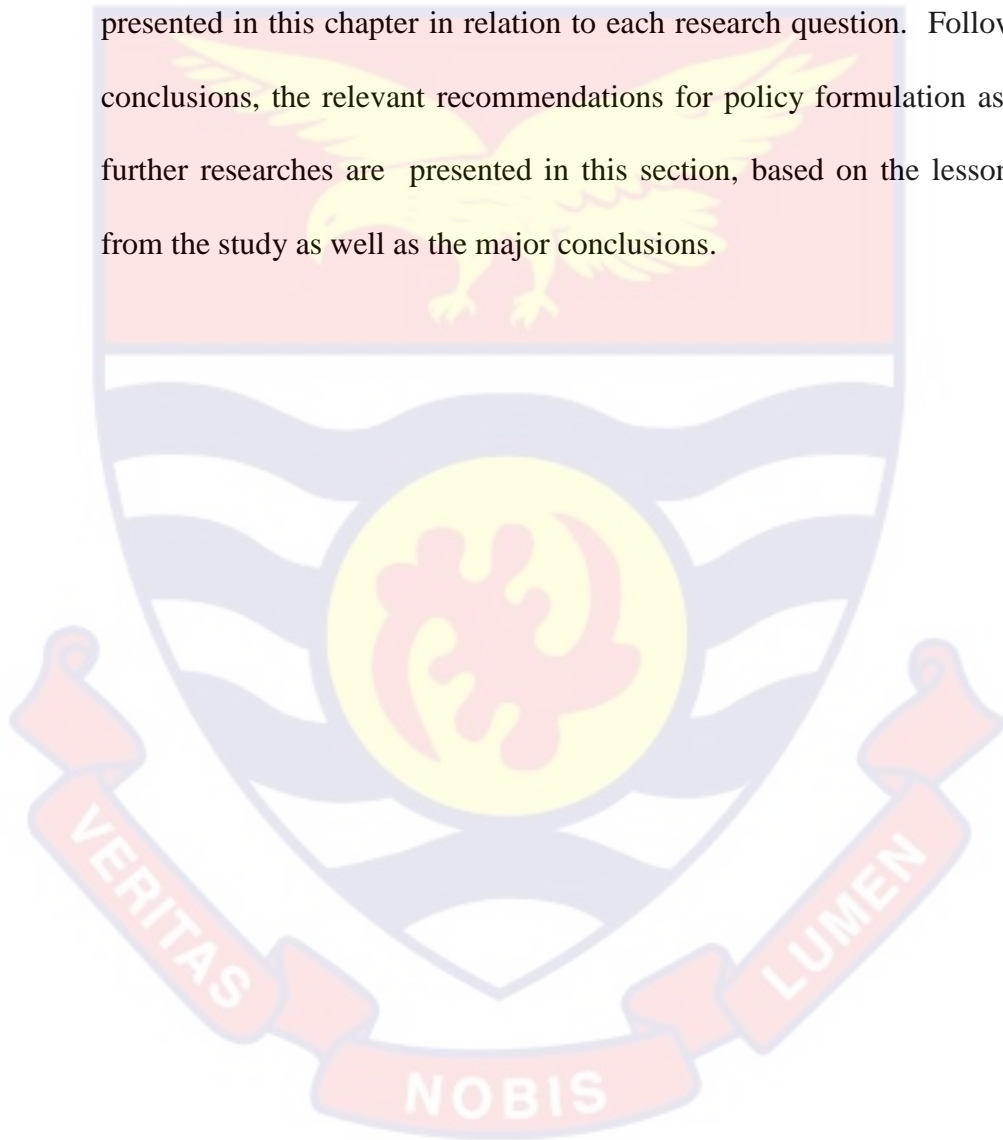 presented in this chapter in relation to each research question. Follow
conclusions, the relevant recommendations for policy formulation as
further researches are presented in this section, based on the lesson
from the study as well as the major conclusions.
VERITAS
NOBIS
LUMEN